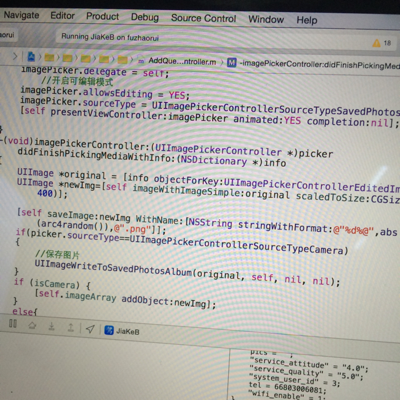 Navigate Editor Product Debug Source Control Window Help
aorui
Running JiaKeB on fuzhaorui
18
AddQue...ntroller.m
M -imagePickerController:didFinishPickingMed
imagePicker.delegate = self;
//开启可编辑模式
imagePicker.allowsEditing = YES;
imagePicker.sourceType = UIImagePickerControllerSourceTypeSavedPhotos
[self presentViewController:imagePicker animated:YES completion:nil];
}
-(void)imagePickerController:(UIImagePickerController *)picker
didFinishPickingMediaWithInfo:(NSDictionary *)info
{
UIImage *original = [info objectForKey:UIImagePickerControllerEditedIm
UIImage *newImg=[self imageWithImageSimple:original scaledToSize:CGSiz
400)];
[self saveImage:newImg WithName:[NSString stringWithFormat:@"%d%@",abs
(arc4random()),@".png"]];
if(picker.sourceType==UIImagePickerControllerSourceTypeCamera)
{
//保存图片
UIImageWriteToSavedPhotosAlbum(original, self, nil, nil);
}
if (isCamera) {
[self.imageArray addObject:newImg];
}
else{
JiaKeB
pics = ";
"service_attitude" = "4.0";
"service_quality" = "5.0";
"system_user_id" = 3;
tel = 66803006081;
"wifi_enable" = 1;